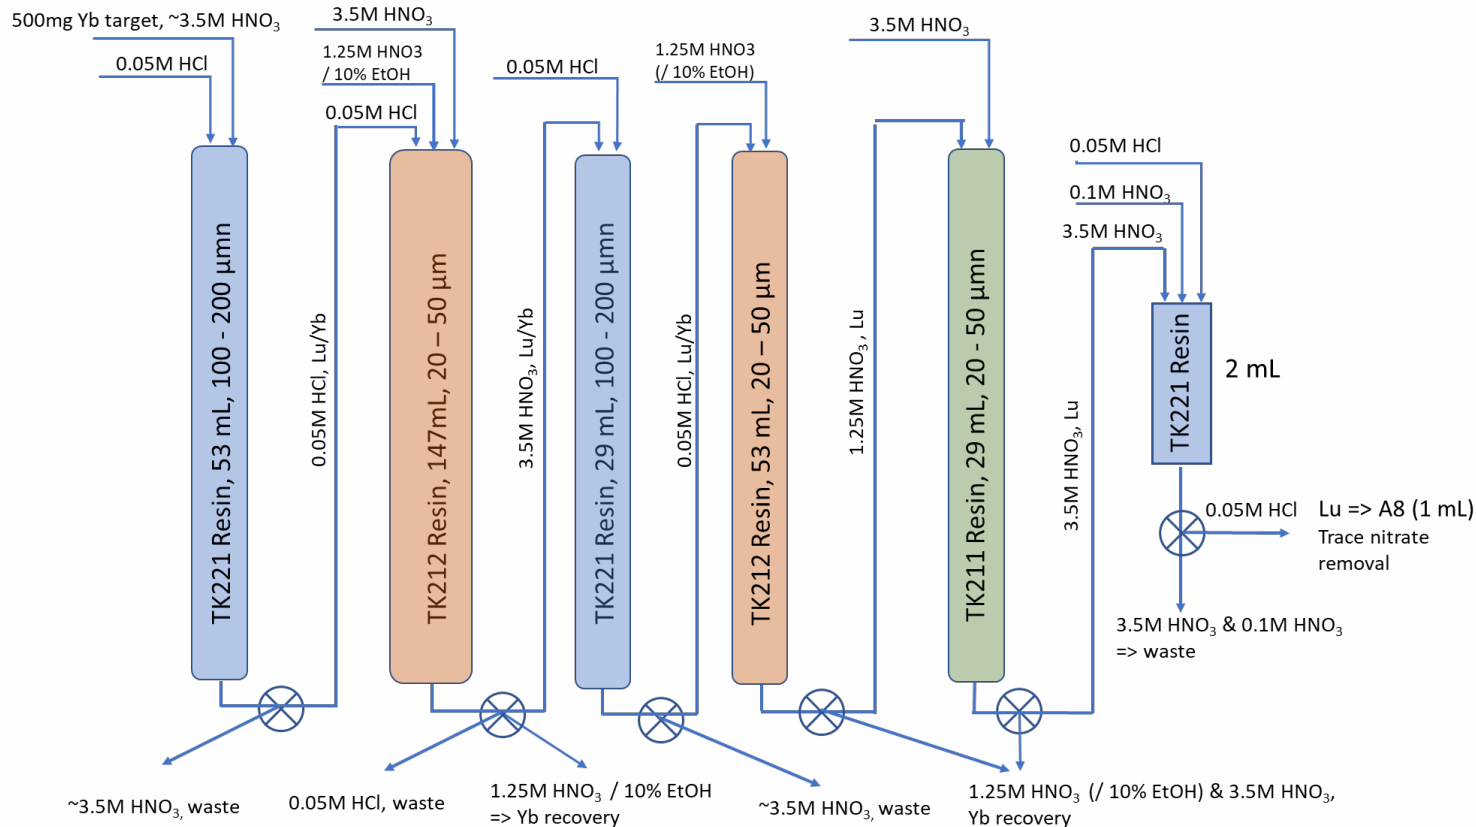 500mg Yb target, ~3.5M HNO₃
0.05M HCl
3.5M HNO₃
1.25M HNO3
/ 10% EtOH
0.05M HCl
0.05M HCl
1.25M HNO3
(/ 10% EtOH)
3.5M HNO₃
0.05M HCl
0.1M HNO₃
3.5M HNO₃
TK221 Resin, 53 mL, 100 - 200 µmn
0.05M HCl, Lu/Yb
TK212 Resin, 147mL, 20 – 50 µm
3.5M HNO₃, Lu/Yb
TK221 Resin, 29 mL, 100 - 200 µmn
0.05M HCl, Lu/Yb
TK212 Resin, 53 mL, 20 – 50 µm
1.25M HNO₃, Lu
TK211 Resin, 29 mL, 20 - 50 µmn
3.5M HNO₃, Lu
TK221 Resin
2 mL
0.05M HCl
Lu => A8 (1 mL)
Trace nitrate
removal
3.5M HNO₃ & 0.1M HNO₃
=> waste
~3.5M HNO₃, waste
0.05M HCl, waste
1.25M HNO₃ / 10% EtOH
=> Yb recovery
~3.5M HNO₃, waste
1.25M HNO₃ (/ 10% EtOH) & 3.5M HNO₃,
Yb recovery